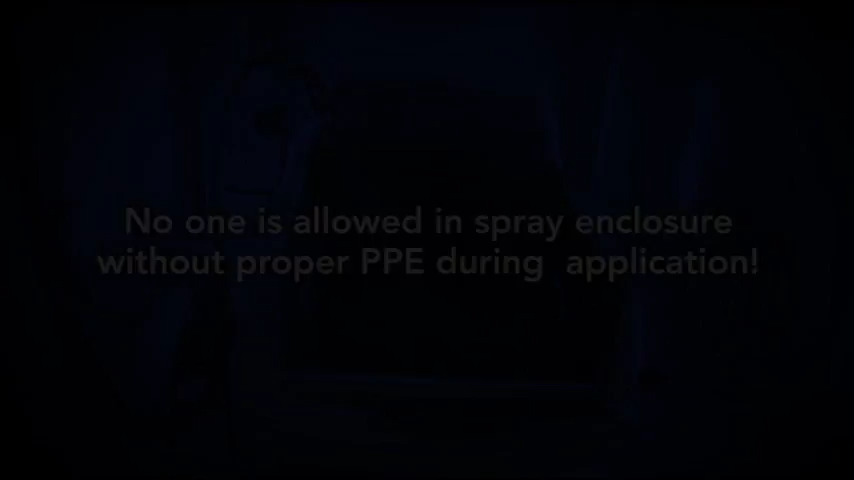 No one is allowed in spray enclosure
without proper PPE during  application!